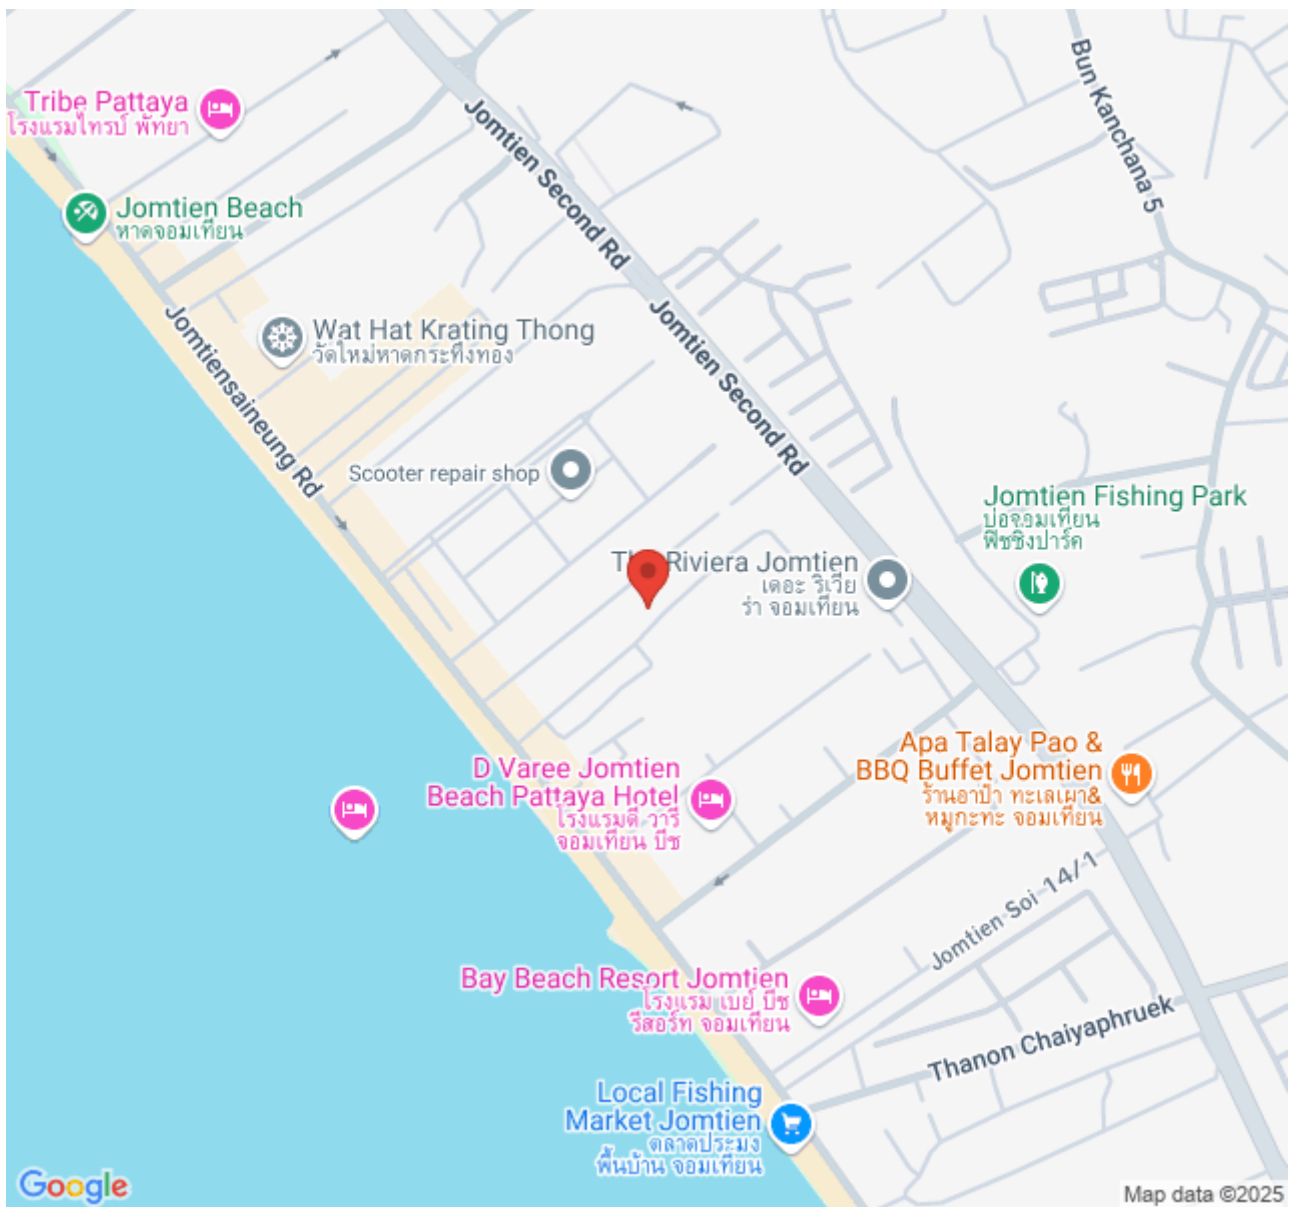 Bun Kanchana 5
Tribe Pattaya
โรงแรมไทรบ์ พัทยา
Jomtien Second Rd
Jomtien Beach
หาดจอมเทียน
Jomtien Second Rd
Wat Hat Krating Thong
วัดใหม่หาดกระทิงทอง
Jomtiensaineung Rd
Scooter repair shop
Jomtien Fishing Park
บ่อจอมเทียน
ฟิชชิ่งปาร์ค
Riviera Jomtien
เดอะ ริเวีย
ร่า จอมเทียน
Apa Talay Pao &
BBQ Buffet Jomtien
ร้านอาป๋า ทะเลเผา&
หมูกะทะ จอมเทียน
D Varee Jomtien
Beach Pattaya Hotel
โรงแรมดี วารี
จอมเทียน บีช
Jomtien Soi 14/1
Bay Beach Resort Jomtien
โรงแรม เบย์ บีช
รีสอร์ท จอมเทียน
Thanon Chaiyaphruek
Local Fishing
Market Jomtien
ตลาดประมง
พื้นบ้าน จอมเทียน
Google
Map data ©2025